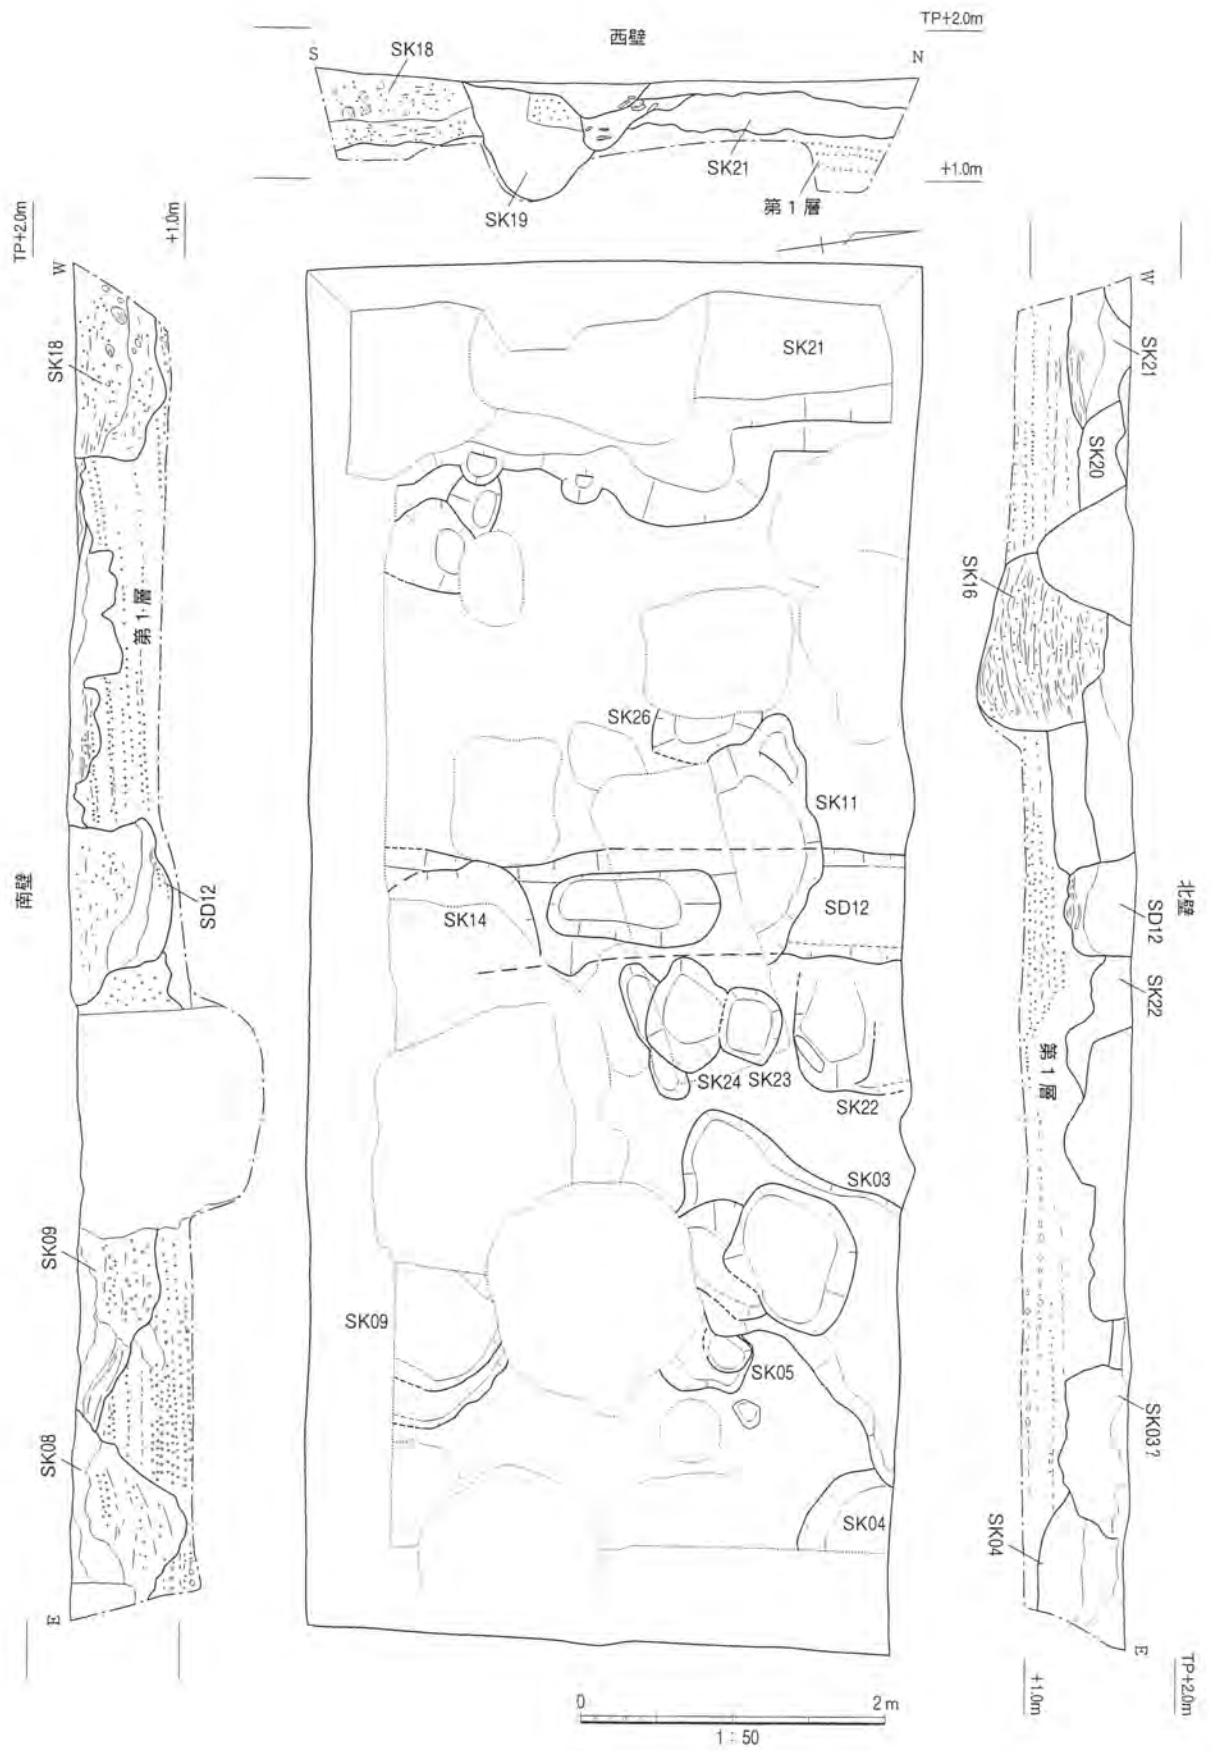 TP+2.0m
西壁
S
SK18
N
SK21
+1.0m
SK19
第1層
TP+2.0m
+1.0m
W
SK18
第1層
南壁
SD12
SK09
SK08
E
SK21
SK26
SK11
SK14
SD12
SK24
SK23
SK22
SK03
SK09
SK05
SK04
W
SK21
SK20
SK16
北壁
SD12
SK22
第1層
SK03?
SK04
E
+1.0m
TP+2.0m
0
2m
1:50